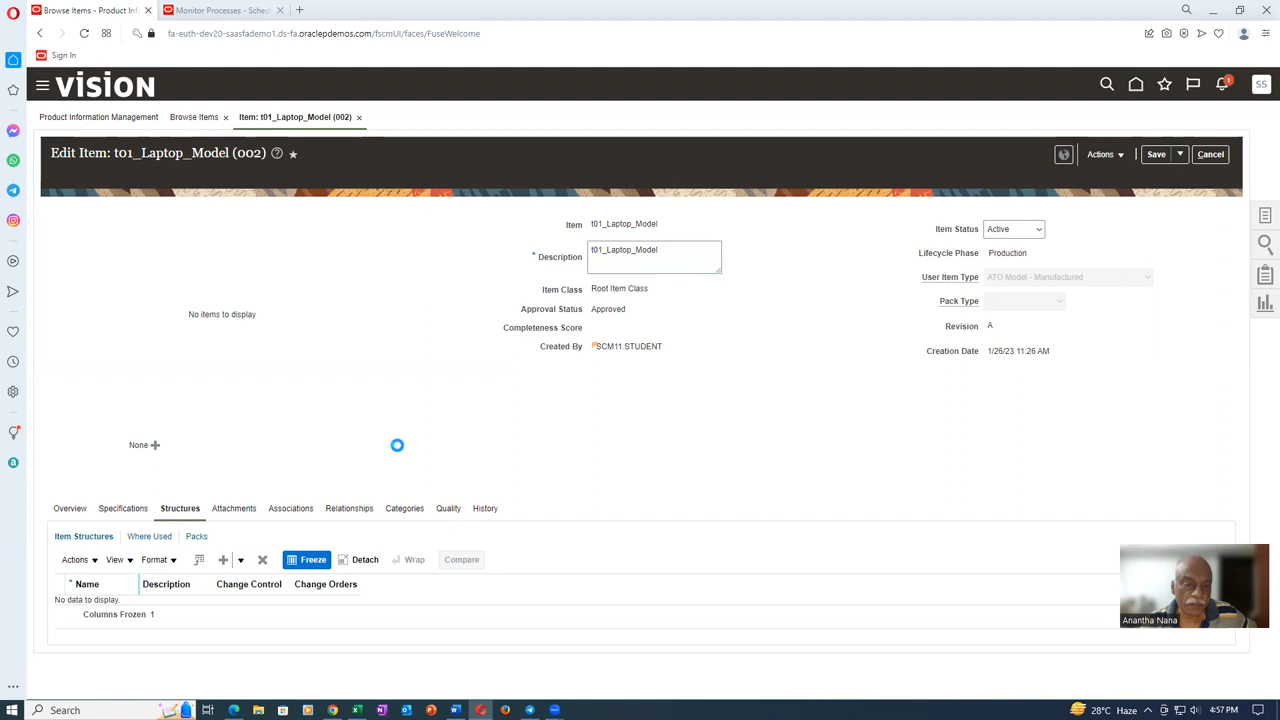 Browse Items - Product Inf
Monitor Processes - Sched
fa-euth-dev20-saasfademo1.ds-fa.oraclepdemos.com/fscmUI/faces/FuseWelcome
Sign In
VISION
1
SS
Product Information Management
Browse Items
Item: t01_Laptop_Model (002)
Edit Item: t01_Laptop_Model (002)
Actions
Save
Cancel
Item t01_Laptop_Model
* Description t01_Laptop_Model
Item Class Root Item Class
Approval Status Approved
Completeness Score
Created By SCM11.STUDENT
Item Status Active
Lifecycle Phase Production
User Item Type ATO Model - Manufactured
Pack Type
Revision A
Creation Date 1/26/23 11:26 AM
No items to display
None
Overview Specifications Structures Attachments Associations Relationships Categories Quality History
Item Structures Where Used Packs
Actions View Format Freeze Detach Wrap Compare
* Name Description Change Control Change Orders
No data to display.
Columns Frozen 1
Anantha Nana
Search
28°C Haze
4:57 PM